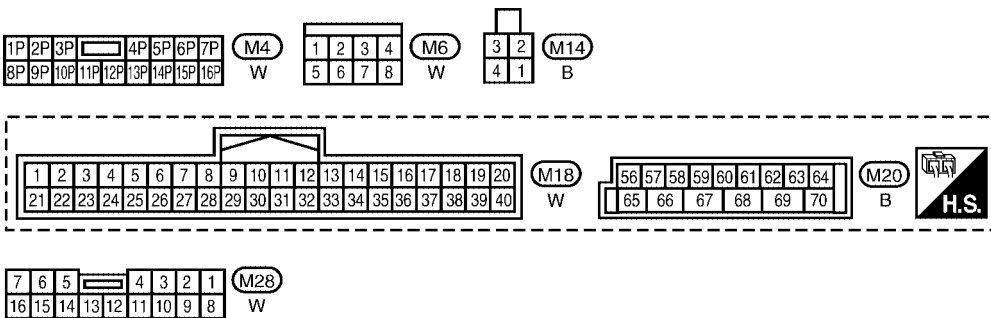 1P 2P 3P 4P 5P 6P 7P
8P 9P 10P 11P 12P 13P 14P 15P 16P
M4
W
1 2 3 4
5 6 7 8
M6
W
3 2
4 1
M14
B
1 2 3 4 5 6 7 8 9 10 11 12 13 14 15 16 17 18 19 20
21 22 23 24 25 26 27 28 29 30 31 32 33 34 35 36 37 38 39 40
M18
W
56 57 58 59 60 61 62 63 64
65 66 67 68 69 70
M20
B
H.S.
7 6 5 4 3 2 1
16 15 14 13 12 11 10 9 8
M28
W